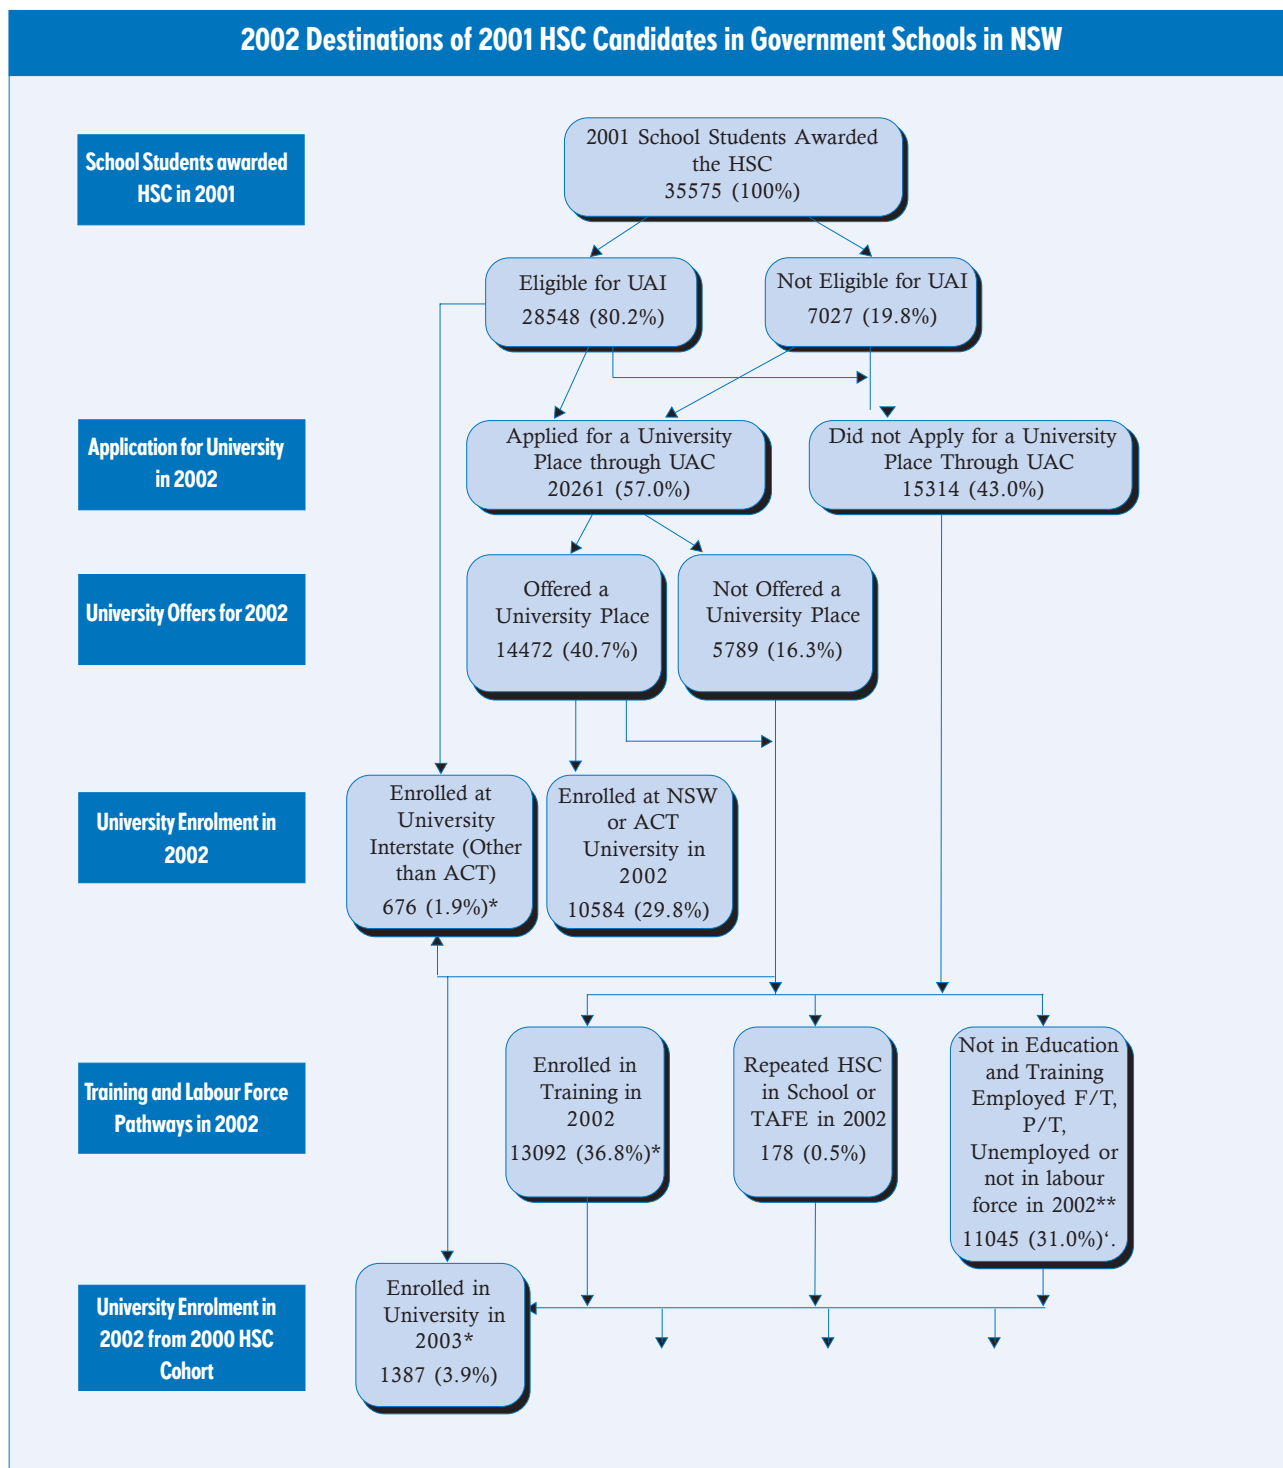 2002 Destinations of 2001 HSC Candidates in Government Schools in NSW
School Students awarded
HSC in 2001
2001 School Students Awarded
the HSC
35575 (100%)
Eligible for UAI
28548 (80.2%)
Not Eligible for UAI
7027 (19.8%)
Application for University
in 2002
Applied for a University
Place through UAC
20261 (57.0%)
Did not Apply for a University
Place Through UAC
15314 (43.0%)
University Offers for 2002
Offered a
University Place
14472 (40.7%)
Not Offered a
University Place
5789 (16.3%)
University Enrolment in
2002
Enrolled at
University
Interstate (Other
than ACT)
676 (1.9%)*
Enrolled at NSW
or ACT
University in
2002
10584 (29.8%)
Training and Labour Force
Pathways in 2002
Enrolled in
Training in
2002
13092 (36.8%)*
Repeated HSC
in School or
TAFE in 2002
178 (0.5%)
Not in Education
and Training
Employed F/T,
P/T,
Unemployed or
not in labour
force in 2002**
11045 (31.0%)‘.
University Enrolment in
2002 from 2000 HSC
Cohort
Enrolled in
University in
2003*
1387 (3.9%)